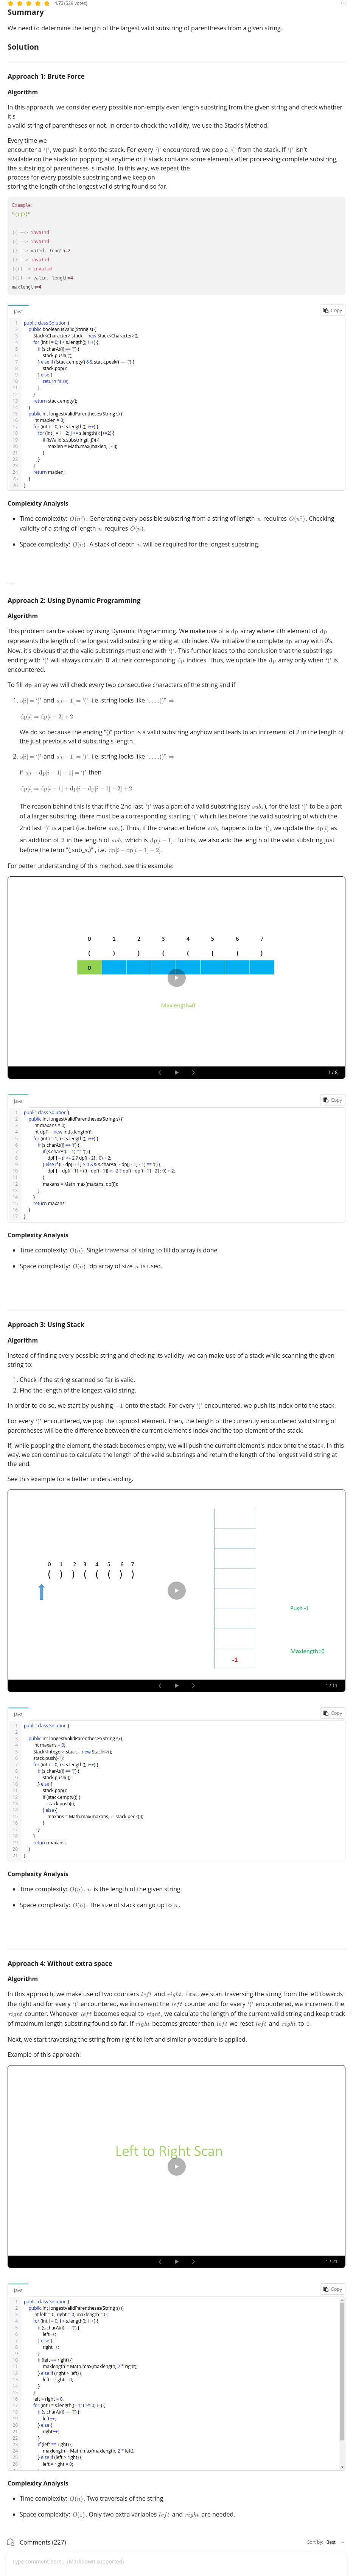 4.73 (529 votes)
Summary
We need to determine the length of the largest valid substring of parentheses from a given string.
Solution
Approach 1: Brute Force
Algorithm
In this approach, we consider every possible non-empty even length substring from the given string and check whether
it's
a valid string of parentheses or not. In order to check the validity, we use the Stack's Method.
Every time we
encounter a '(', we push it onto the stack. For every ')' encountered, we pop a '(' from the stack. If '(' isn't
available on the stack for popping at anytime or if stack contains some elements after processing complete substring,
the substring of parentheses is invalid. In this way, we repeat the
process for every possible substring and we keep on
storing the length of the longest valid string found so far.
Example:
"((())"
(( --> invalid
(( --> invalid
() --> valid, length=2
)) --> invalid
((()--> invalid
(())--> valid, length=4
maxlength=4
Java
Copy
1 public class Solution {
2 public boolean isValid(String s) {
3 Stack<Character> stack = new Stack<Character>();
4 for (int i = 0; i < s.length(); i++) {
5 if (s.charAt(i) == '(') {
6 stack.push('(');
7 } else if (!stack.empty() && stack.peek() == '(') {
8 stack.pop();
9 } else {
10 return false;
11 }
12 }
13 return stack.empty();
14 }
15 public int longestValidParentheses(String s) {
16 int maxlen = 0;
17 for (int i = 0; i < s.length(); i++) {
18 for (int j = i + 2; j <= s.length(); j+=2) {
19 if (isValid(s.substring(i, j))) {
20 maxlen = Math.max(maxlen, j - i);
21 }
22 }
23 }
24 return maxlen;
25 }
26 }
Complexity Analysis
• Time complexity: O(n³). Generating every possible substring from a string of length n requires O(n²). Checking
validity of a string of length n requires O(n).
• Space complexity: O(n). A stack of depth n will be required for the longest substring.
Approach 2: Using Dynamic Programming
Algorithm
This problem can be solved by using Dynamic Programming. We make use of a dp array where i th element of dp
represents the length of the longest valid substring ending at i th index. We initialize the complete dp array with 0's.
Now, it's obvious that the valid substrings must end with ')'. This further leads to the conclusion that the substrings
ending with '(' will always contain '0' at their corresponding dp indices. Thus, we update the dp array only when ')' is
encountered.
To fill dp array we will check every two consecutive characters of the string and if
1. s[i] = ')' and s[i − 1] = '(', i.e. string looks like ".......()" ⇒
dp[i] = dp[i − 2] + 2
We do so because the ending "()" portion is a valid substring anyhow and leads to an increment of 2 in the length of
the just previous valid substring's length.
2. s[i] = ')' and s[i − 1] = ')', i.e. string looks like ".......))" ⇒
if s[i − dp[i − 1] − 1] = '(' then
dp[i] = dp[i − 1] + dp[i − dp[i − 1] − 2] + 2
The reason behind this is that if the 2nd last ')' was a part of a valid substring (say subₛ), for the last ')' to be a part
of a larger substring, there must be a corresponding starting '(' which lies before the valid substring of which the
2nd last ')' is a part (i.e. before subₛ). Thus, if the character before subₛ happens to be '(', we update the dp[i] as
an addition of 2 in the length of subₛ which is dp[i − 1]. To this, we also add the length of the valid substring just
before the term "(,sub_s,)" , i.e. dp[i − dp[i − 1] − 2].
For better understanding of this method, see this example:
0 1 2 3 4 5 6 7
( ) ) ( ( ( ) )
0
Maxlength=0
1 / 8
Java
Copy
1 public class Solution {
2 public int longestValidParentheses(String s) {
3 int maxans = 0;
4 int dp[] = new int[s.length()];
5 for (int i = 1; i < s.length(); i++) {
6 if (s.charAt(i) == ')') {
7 if (s.charAt(i - 1) == '(') {
8 dp[i] = (i >= 2 ? dp[i - 2] : 0) + 2;
9 } else if (i - dp[i - 1] > 0 && s.charAt(i - dp[i - 1] - 1) == '(') {
10 dp[i] = dp[i - 1] + ((i - dp[i - 1]) >= 2 ? dp[i - dp[i - 1] - 2] : 0) + 2;
11 }
12 maxans = Math.max(maxans, dp[i]);
13 }
14 }
15 return maxans;
16 }
17 }
Complexity Analysis
• Time complexity: O(n). Single traversal of string to fill dp array is done.
• Space complexity: O(n). dp array of size n is used.
Approach 3: Using Stack
Algorithm
Instead of finding every possible string and checking its validity, we can make use of a stack while scanning the given
string to:
1. Check if the string scanned so far is valid.
2. Find the length of the longest valid string.
In order to do so, we start by pushing −1 onto the stack. For every '(' encountered, we push its index onto the stack.
For every ')' encountered, we pop the topmost element. Then, the length of the currently encountered valid string of
parentheses will be the difference between the current element's index and the top element of the stack.
If, while popping the element, the stack becomes empty, we will push the current element's index onto the stack. In this
way, we can continue to calculate the length of the valid substrings and return the length of the longest valid string at
the end.
See this example for a better understanding.
0 1 2 3 4 5 6 7
( ) ) ( ( ( ) )
Push -1
Maxlength=0
-1
1 / 11
Java
Copy
1 public class Solution {
2
3 public int longestValidParentheses(String s) {
4 int maxans = 0;
5 Stack<Integer> stack = new Stack<>();
6 stack.push(-1);
7 for (int i = 0; i < s.length(); i++) {
8 if (s.charAt(i) == '(') {
9 stack.push(i);
10 } else {
11 stack.pop();
12 if (stack.empty()) {
13 stack.push(i);
14 } else {
15 maxans = Math.max(maxans, i - stack.peek());
16 }
17 }
18 }
19 return maxans;
20 }
21 }
Complexity Analysis
• Time complexity: O(n). n is the length of the given string.
• Space complexity: O(n). The size of stack can go up to n.
Approach 4: Without extra space
Algorithm
In this approach, we make use of two counters left and right. First, we start traversing the string from the left towards
the right and for every '(' encountered, we increment the left counter and for every ')' encountered, we increment the
right counter. Whenever left becomes equal to right, we calculate the length of the current valid string and keep track
of maximum length substring found so far. If right becomes greater than left we reset left and right to 0.
Next, we start traversing the string from right to left and similar procedure is applied.
Example of this approach:
Left to Right Scan
1 / 21
Java
Copy
1 public class Solution {
2 public int longestValidParentheses(String s) {
3 int left = 0, right = 0, maxlength = 0;
4 for (int i = 0; i < s.length(); i++) {
5 if (s.charAt(i) == '(') {
6 left++;
7 } else {
8 right++;
9 }
10 if (left == right) {
11 maxlength = Math.max(maxlength, 2 * right);
12 } else if (right > left) {
13 left = right = 0;
14 }
15 }
16 left = right = 0;
17 for (int i = s.length() - 1; i >= 0; i--) {
18 if (s.charAt(i) == '(') {
19 left++;
20 } else {
21 right++;
22 }
23 if (left == right) {
24 maxlength = Math.max(maxlength, 2 * left);
25 } else if (left > right) {
26 left = right = 0;
Complexity Analysis
• Time complexity: O(n). Two traversals of the string.
• Space complexity: O(1). Only two extra variables left and right are needed.
Comments (227)
Sort by: Best
Type comment here... (Markdown supported)